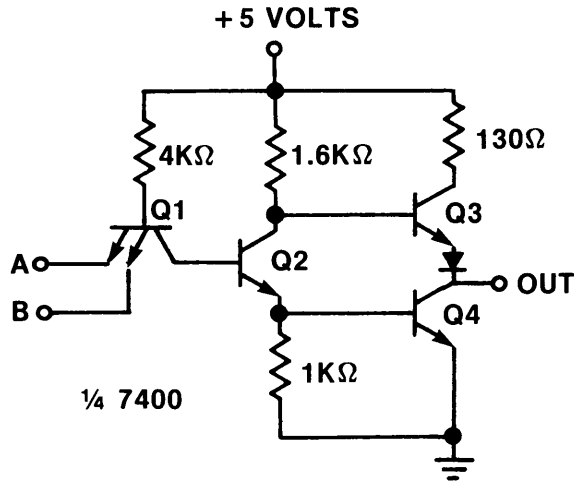 +5 VOLTS
4KΩ
1.6KΩ
130Ω
Q1
Q3
A
Q2
OUT
B
Q4
1KΩ
¼ 7400